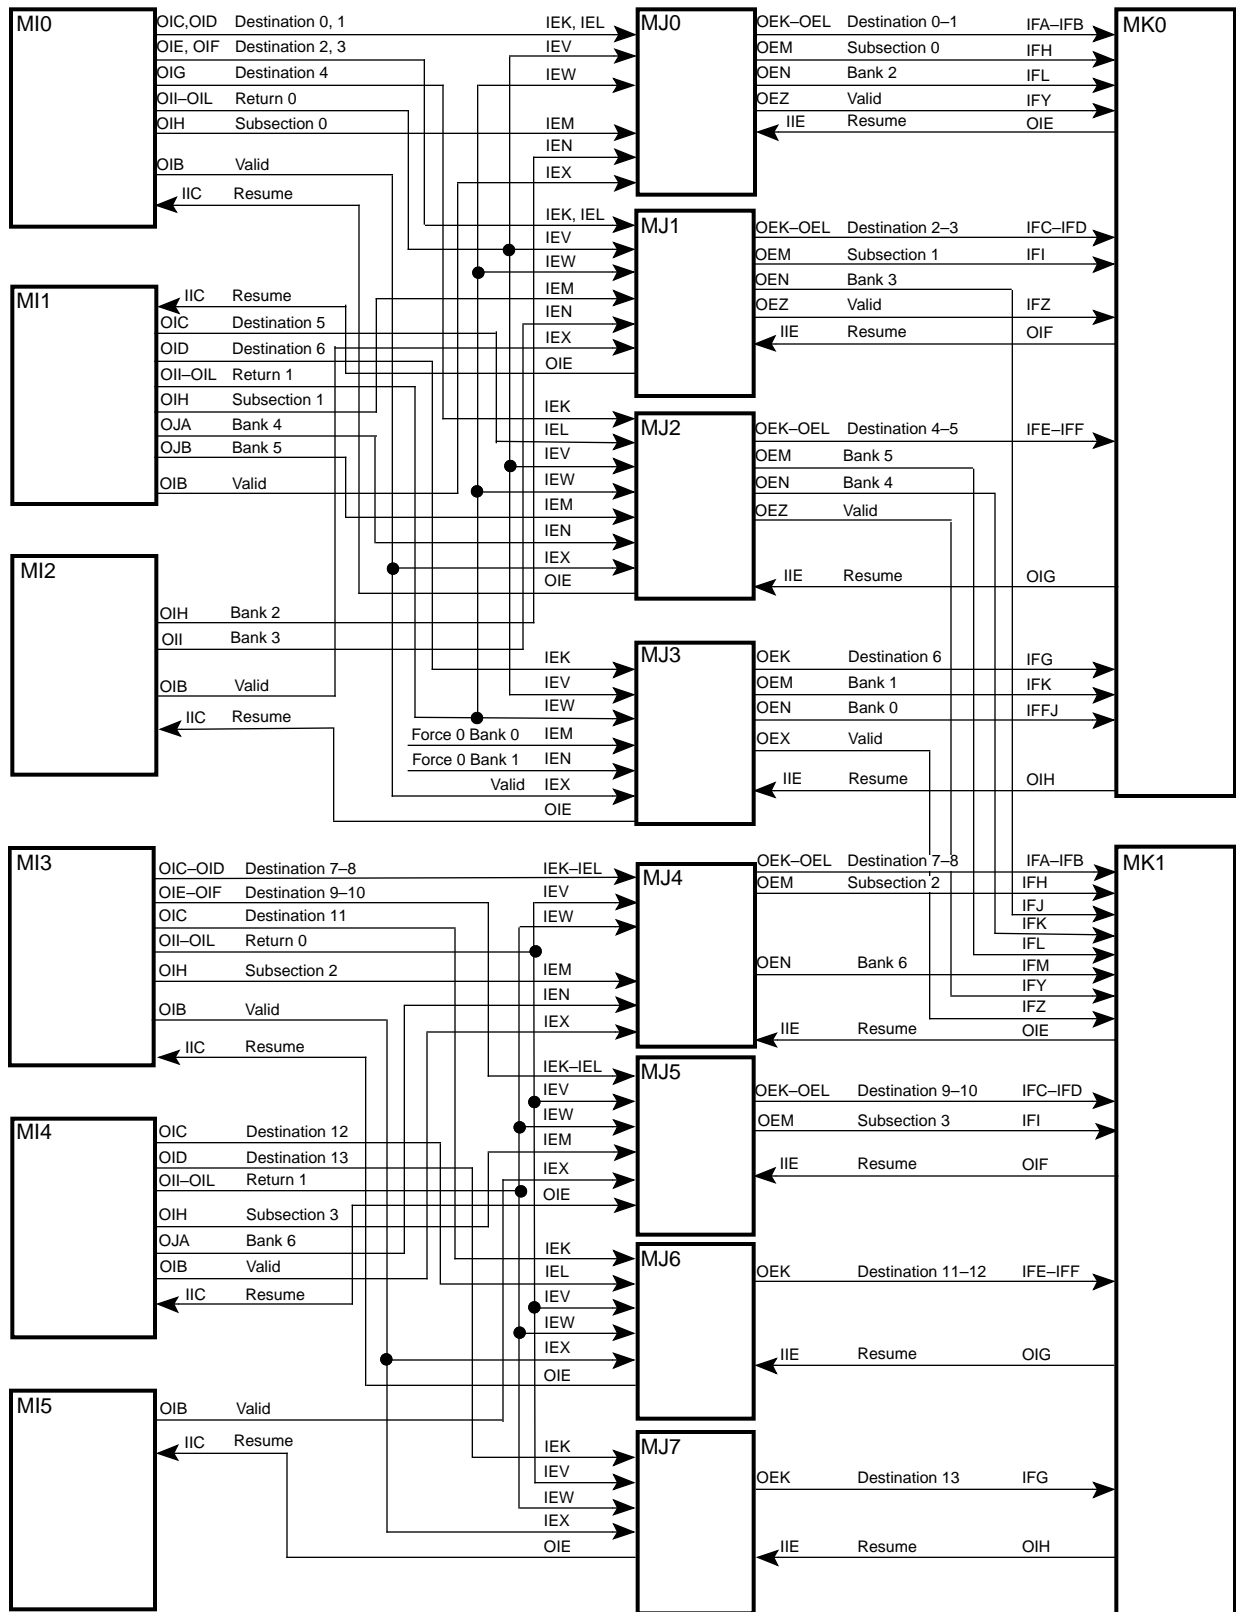 MI0
OIC,OID Destination 0, 1
OIE, OIF Destination 2, 3
OIG Destination 4
OII–OIL Return 0
OIH Subsection 0
OIB Valid
IIC Resume
IEK, IEL
IEV
IEW
IEM
IEN
IEX
MJ0
OEK–OEL Destination 0–1 IFA–IFB
OEM Subsection 0 IFH
OEN Bank 2 IFL
OEZ Valid IFY
IIE Resume OIE
MK0
MI1
IIC Resume
OIC Destination 5
OID Destination 6
OII–OIL Return 1
OIH Subsection 1
OJA Bank 4
OJB Bank 5
OIB Valid
IEK, IEL
IEV
IEW
IEM
IEN
IEX
OIE
MJ1
OEK–OEL Destination 2–3 IFC–IFD
OEM Subsection 1 IFI
OEN Bank 3
OEZ Valid IFZ
IIE Resume OIF
IEK
IEL
IEV
IEW
IEM
IEN
IEX
OIE
MJ2
OEK–OEL Destination 4–5 IFE–IFF
OEM Bank 5
OEN Bank 4
OEZ Valid
IIE Resume OIG
MI2
OIH Bank 2
OII Bank 3
OIB Valid
IIC Resume
IEK
IEV
IEW
Force 0 Bank 0 IEM
Force 0 Bank 1 IEN
Valid IEX
OIE
MJ3
OEK Destination 6 IFG
OEM Bank 1 IFK
OEN Bank 0 IFFJ
OEX Valid
IIE Resume OIH
MI3
OIC–OID Destination 7–8
OIE–OIF Destination 9–10
OIC Destination 11
OII–OIL Return 0
OIH Subsection 2
OIB Valid
IIC Resume
IEK–IEL
IEV
IEW
IEM
IEN
IEX
MJ4
OEK–OEL Destination 7–8 IFA–IFB
OEM Subsection 2 IFH
IFJ
IFK
IFL
OEN Bank 6 IFM
IFY
IFZ
IIE Resume OIE
MK1
MI4
OIC Destination 12
OID Destination 13
OII–OIL Return 1
OIH Subsection 3
OJA Bank 6
OIB Valid
IIC Resume
IEK–IEL
IEV
IEW
IEM
IEX
OIE
MJ5
OEK–OEL Destination 9–10 IFC–IFD
OEM Subsection 3 IFI
IIE Resume OIF
IEK
IEL
IEV
IEW
IEX
OIE
MJ6
OEK Destination 11–12 IFE–IFF
IIE Resume OIG
MI5
OIB Valid
IIC Resume
IEK
IEV
IEW
IEX
OIE
MJ7
OEK Destination 13 IFG
IIE Resume OIH